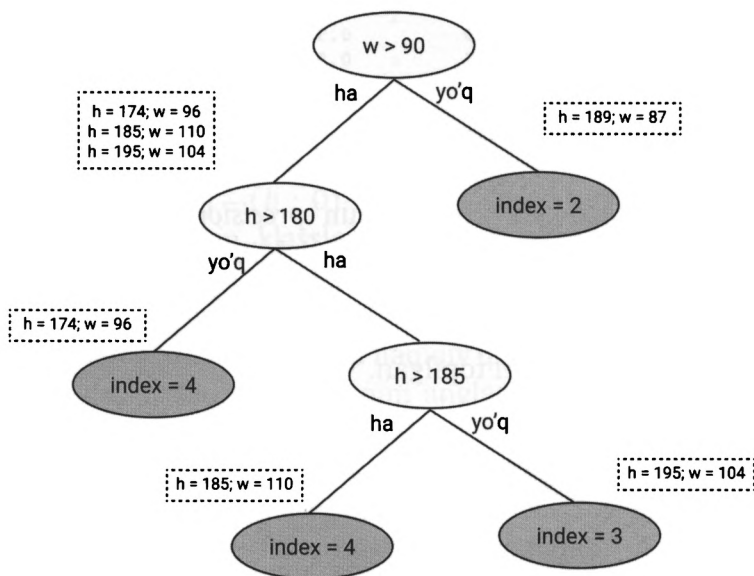 w > 90
ha
yo'q
h = 174; w = 96
h = 185; w = 110
h = 195; w = 104
h = 189; w = 87
h > 180
index = 2
yo'q
ha
h = 174; w = 96
index = 4
h > 185
ha
yo'q
h = 185; w = 110
h = 195; w = 104
index = 4
index = 3